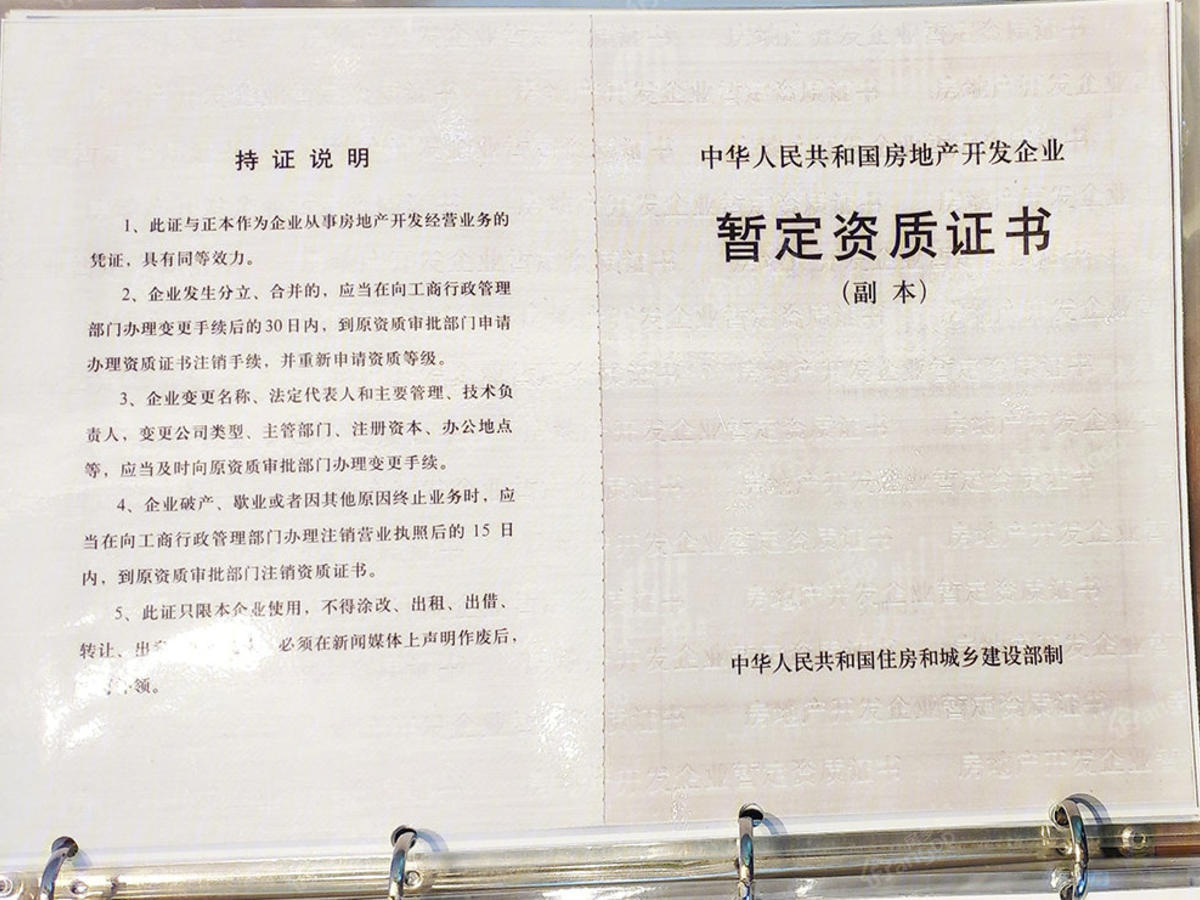 持证说明
1、此证与正本作为企业从事房地产开发经营业务的
凭证，具有同等效力。
2、企业发生分立、合并的，应当在向工商行政管理
部门办理变更手续后的30日内，到原资质审批部门申请
办理资质证书注销手续，并重新申请资质等级。
3、企业变更名称、法定代表人和主要管理、技术负
责人，变更公司类型、主管部门、注册资本、办公地点
等，应当及时向原资质审批部门办理变更手续。
4、企业破产、歇业或者因其他原因终止业务时，应
当在向工商行政管理部门办理注销营业执照后的 15 日
内，到原资质审批部门注销资质证书。
5、此证只限本企业使用，不得涂改、出租、出借、
转让、出 必须在新闻媒体上声明作废后，
领。
中华人民共和国房地产开发企业
暂定资质证书
（副 本）
中华人民共和国住房和城乡建设部制